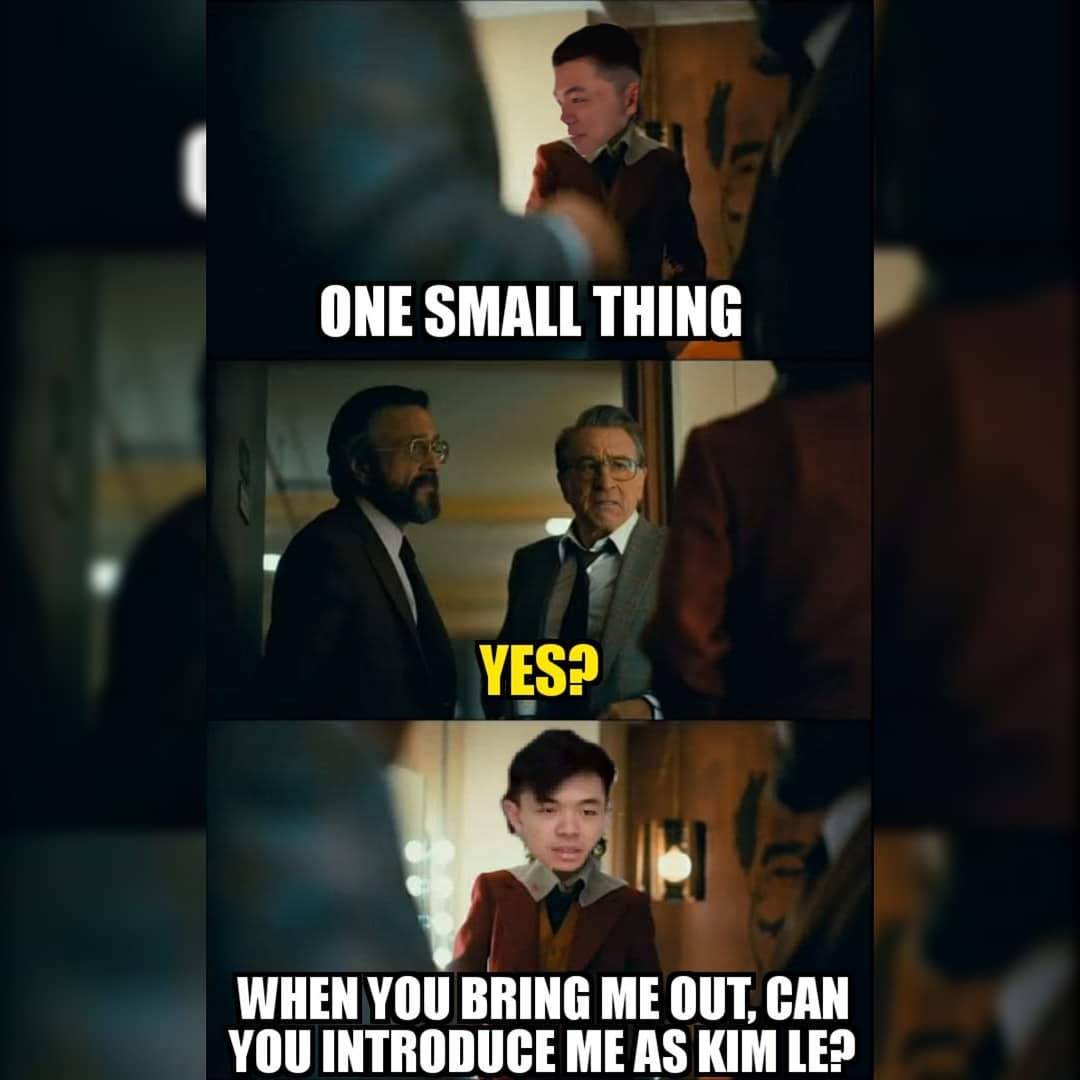 ONE SMALL THING
YES?
WHEN YOU BRING ME OUT, CAN
YOU INTRODUCE ME AS KIM LE?